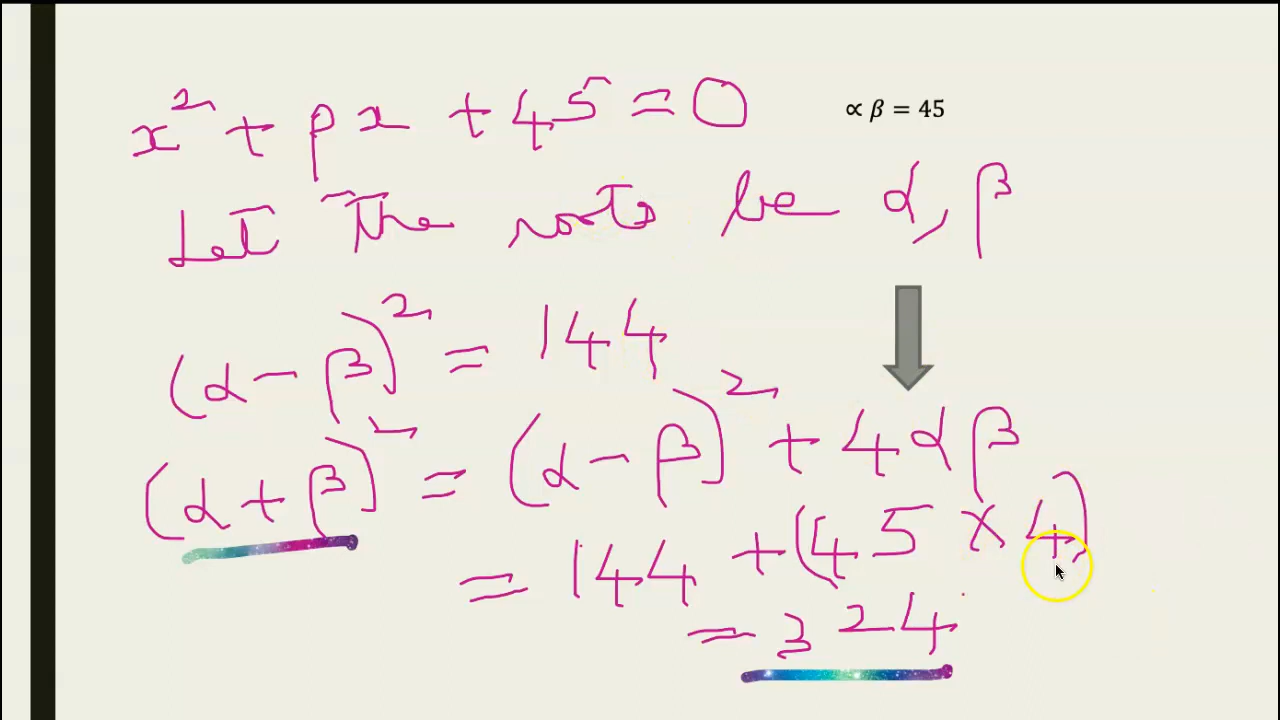 x² + px + 45 = 0
∝ β = 45
Let The roots be α, β
(α − β)² = 144
(α + β)² = (α − β)² + 4αβ
= 144 + (45 × 4)
= 324